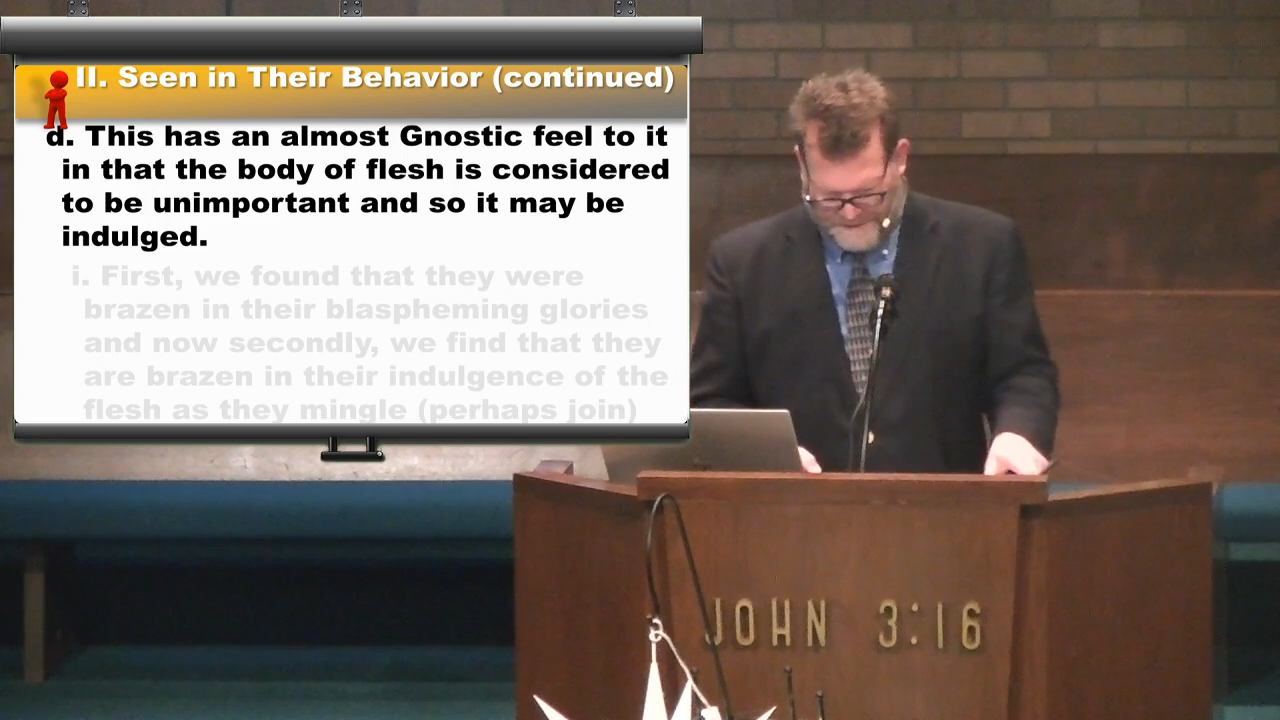 II. Seen in Their Behavior (continued)
d. This has an almost Gnostic feel to it
in that the body of flesh is considered
to be unimportant and so it may be
indulged.
i. First, we found that they were
brazen in their blaspheming glories
and now secondly, we find that they
are brazen in their indulgence of the
flesh as they mingle (perhaps join)
JOHN 3:16